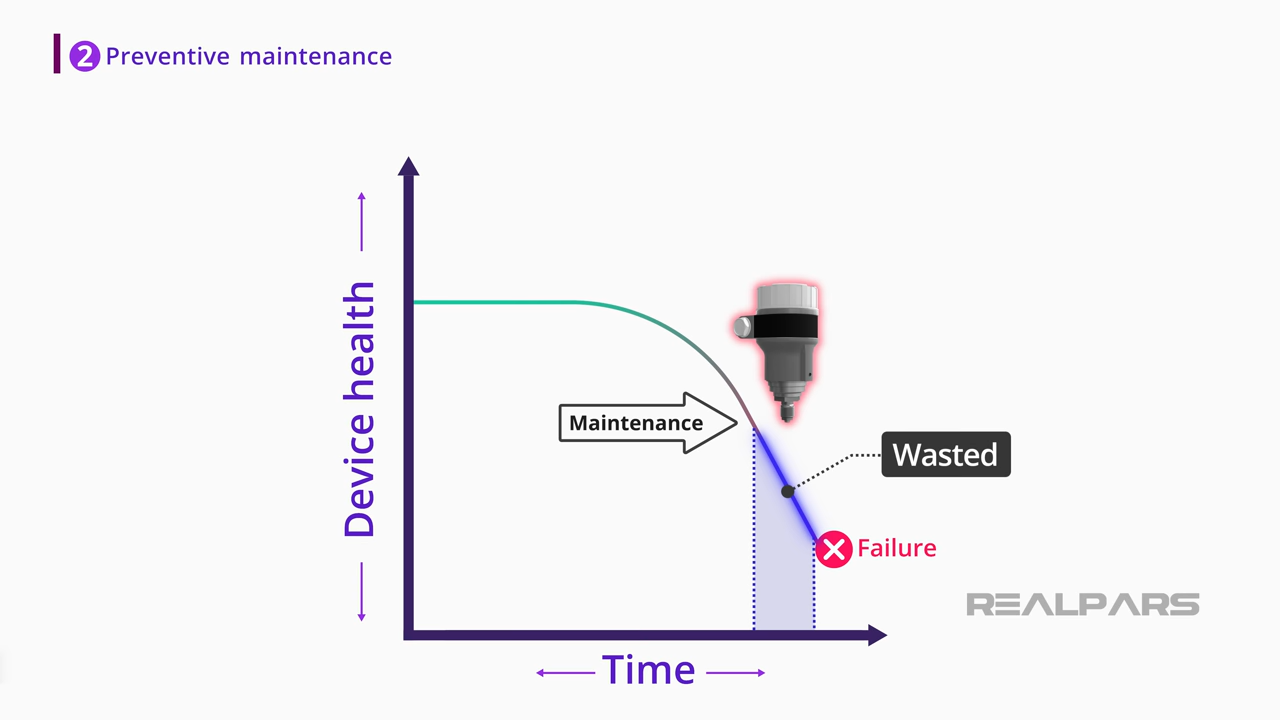 2 Preventive maintenance
Device health
Maintenance
Wasted
Failure
REALPARS
Time